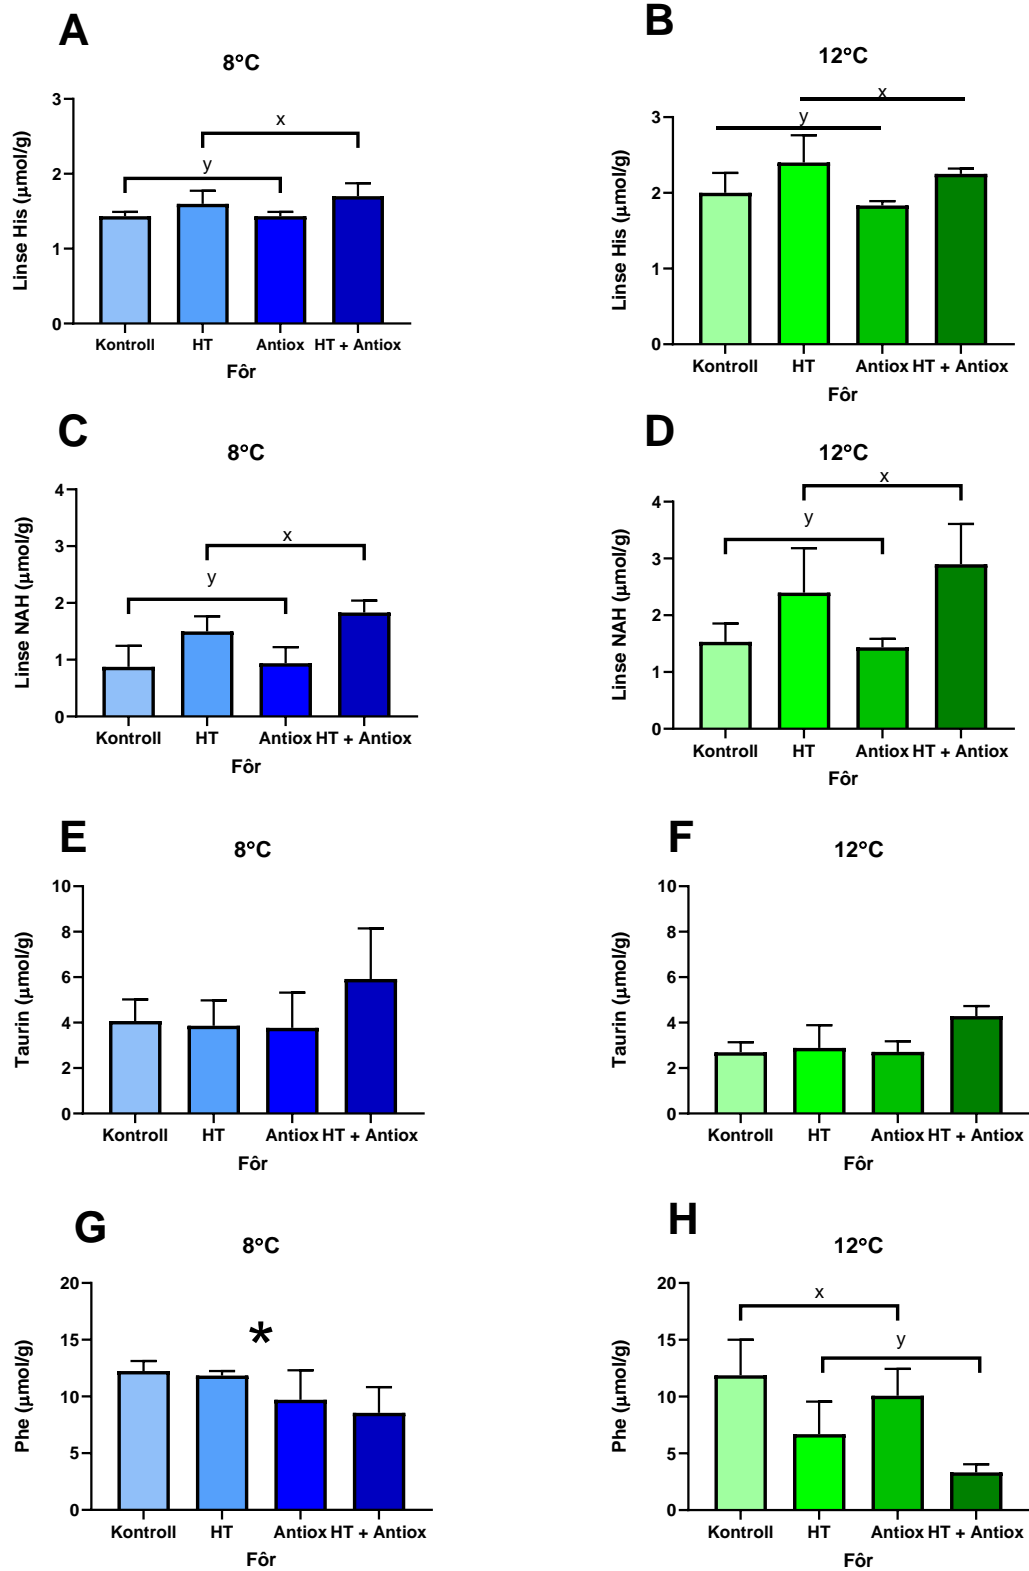 A
8°C
3
2
1
0
Linse His (μmol/g)
x
y
Kontroll HT Antiox HT + Antiox
Fôr
B
12°C
3
2
1
0
Linse His (μmol/g)
x
y
Kontroll HT Antiox HT + Antiox
Fôr
C
8°C
4
3
2
1
0
Linse NAH (μmol/g)
x
y
Kontroll HT Antiox HT + Antiox
Fôr
D
12°C
4
3
2
1
0
Linse NAH (μmol/g)
x
y
Kontroll HT Antiox HT + Antiox
Fôr
E
8°C
10
8
6
4
2
0
Taurin (μmol/g)
Kontroll HT Antiox HT + Antiox
Fôr
F
12°C
10
8
6
4
2
0
Taurin (μmol/g)
Kontroll HT Antiox HT + Antiox
Fôr
G
8°C
20
15
10
5
0
Phe (μmol/g)
*
Kontroll HT Antiox HT + Antiox
Fôr
H
12°C
20
15
10
5
0
Phe (μmol/g)
x
y
Kontroll HT Antiox HT + Antiox
Fôr